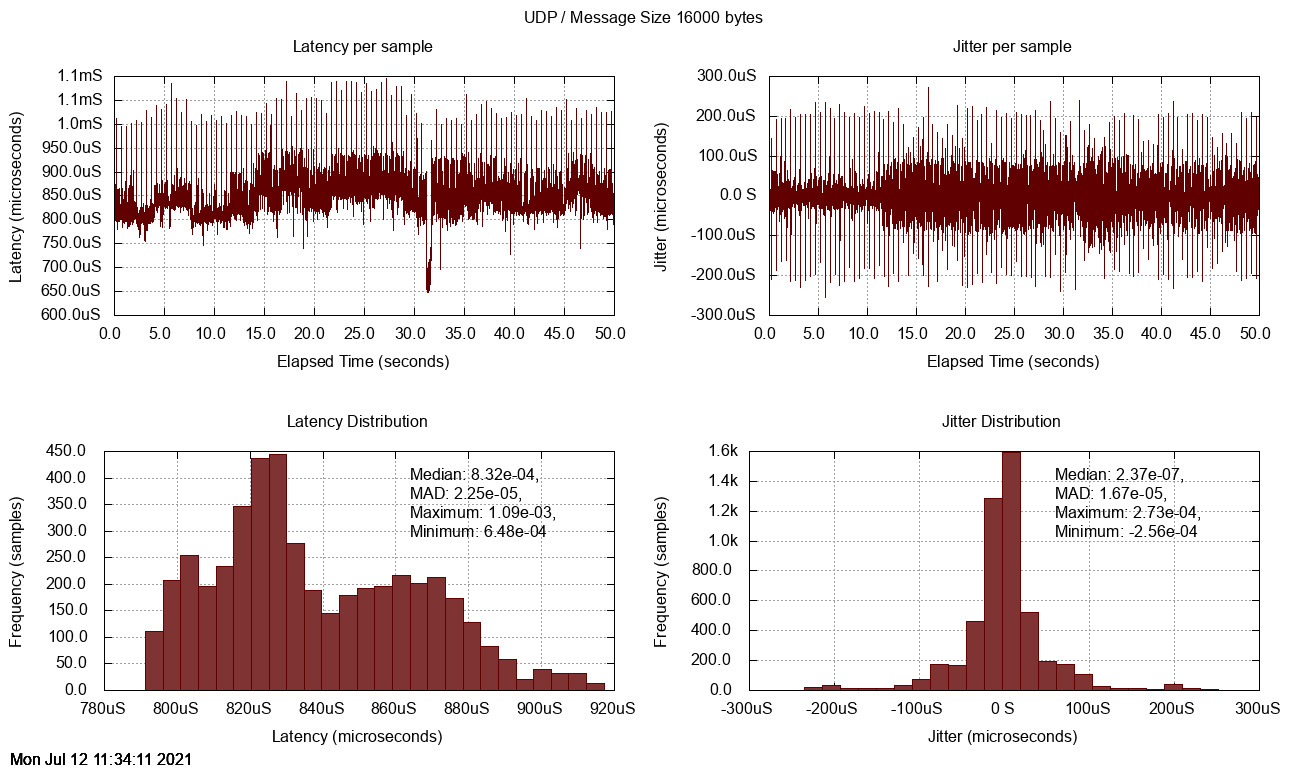 UDP / Message Size 16000 bytes
Latency per sample
1.1mS
1.1mS
1.0mS
950.0uS
900.0uS
850.0uS
800.0uS
750.0uS
700.0uS
650.0uS
600.0uS
Latency (microseconds)
0.0 5.0 10.0 15.0 20.0 25.0 30.0 35.0 40.0 45.0 50.0
Elapsed Time (seconds)
Jitter per sample
300.0uS
200.0uS
100.0uS
0.0 S
-100.0uS
-200.0uS
-300.0uS
Jitter (microseconds)
0.0 5.0 10.0 15.0 20.0 25.0 30.0 35.0 40.0 45.0 50.0
Elapsed Time (seconds)
Latency Distribution
450.0
400.0
350.0
300.0
250.0
200.0
150.0
100.0
50.0
0.0
Frequency (samples)
Median: 8.32e-04,
MAD: 2.25e-05,
Maximum: 1.09e-03,
Minimum: 6.48e-04
780uS 800uS 820uS 840uS 860uS 880uS 900uS 920uS
Latency (microseconds)
Jitter Distribution
1.6k
1.4k
1.2k
1.0k
800.0
600.0
400.0
200.0
0.0
Frequency (samples)
Median: 2.37e-07,
MAD: 1.67e-05,
Maximum: 2.73e-04,
Minimum: -2.56e-04
-300uS -200uS -100uS 0 S 100uS 200uS 300uS
Jitter (microseconds)
Mon Jul 12 11:34:11 2021